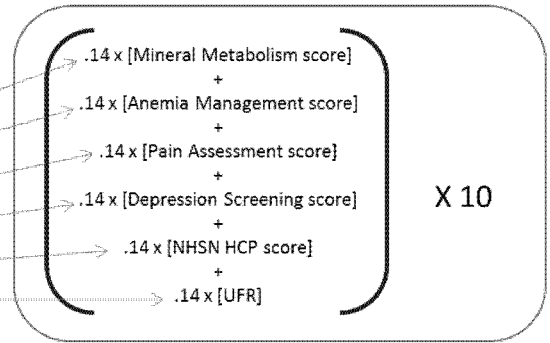 .14 x [Mineral Metabolism score]
+
.14 x [Anemia Management score]
+
.14 x [Pain Assessment score}
+
.14 x [Depression Screening score]
+
.14 x [NHSN HCP score]
+
.14 x [UFR]
X 10